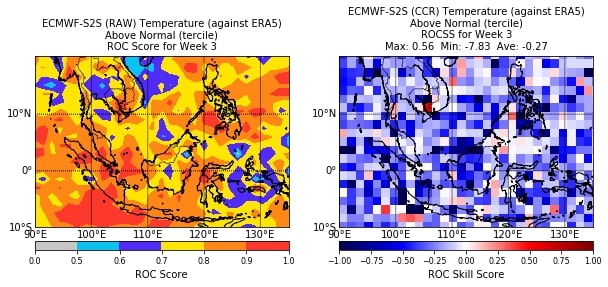 ECMWF-S2S (RAW) Temperature (against ERA5)
Above Normal (tercile)
ROC Score for Week 3
10°N
0°
10°S
90°E 100°E 110°E 120°E 130°E
0.0 0.5 0.6 0.7 0.8 0.9 1.0
ROC Score
ECMWF-S2S (CCR) Temperature (against ERA5)
Above Normal (tercile)
ROCSS for Week 3
Max: 0.56 Min: -7.83 Ave: -0.27
10°N
0°
10°S
90°E 100°E 110°E 120°E 130°E
−1.00 −0.75 −0.50 −0.25 0.00 0.25 0.50 0.75 1.00
ROC Skill Score